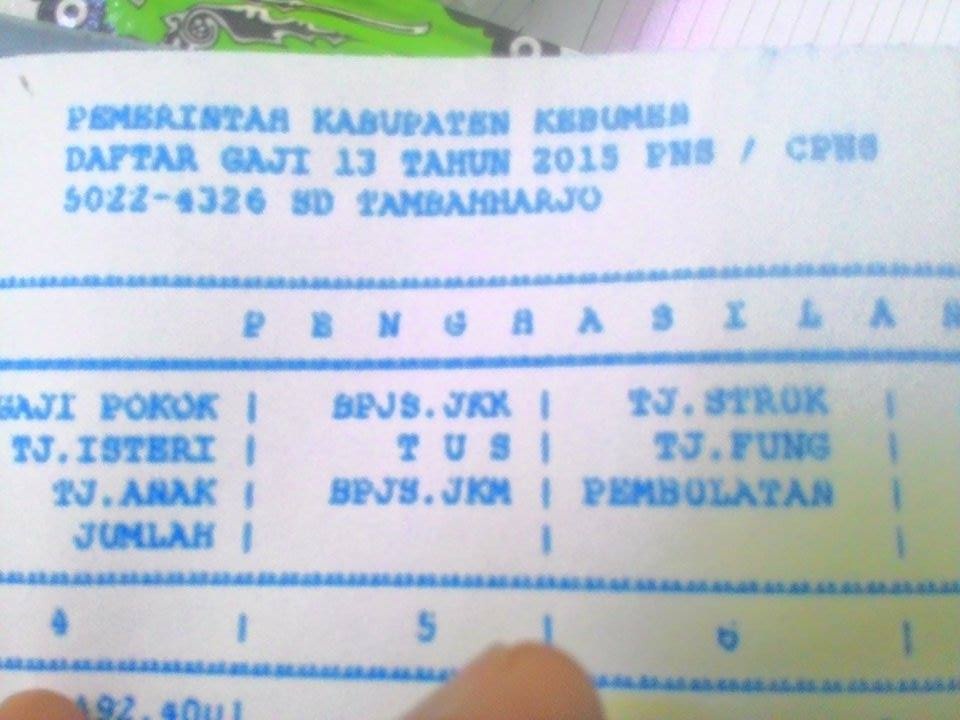 PEMERINTAH KABUPATEN KEBUMEN
DAFTAR GAJI 13 TAHUN 2015 PNS / CPNS
5022-4326 SD TAMBAHHARJO
P E N G H A S I L A N
GAJI POKOK | BPJS.JKK | TJ.STRUK |
TJ.ISTERI | T U S | TJ.FUNG |
TJ.ANAK | BPJS.JKM | PEMBULATAN |
JUMLAH | | |
4 | 5 | 6 |